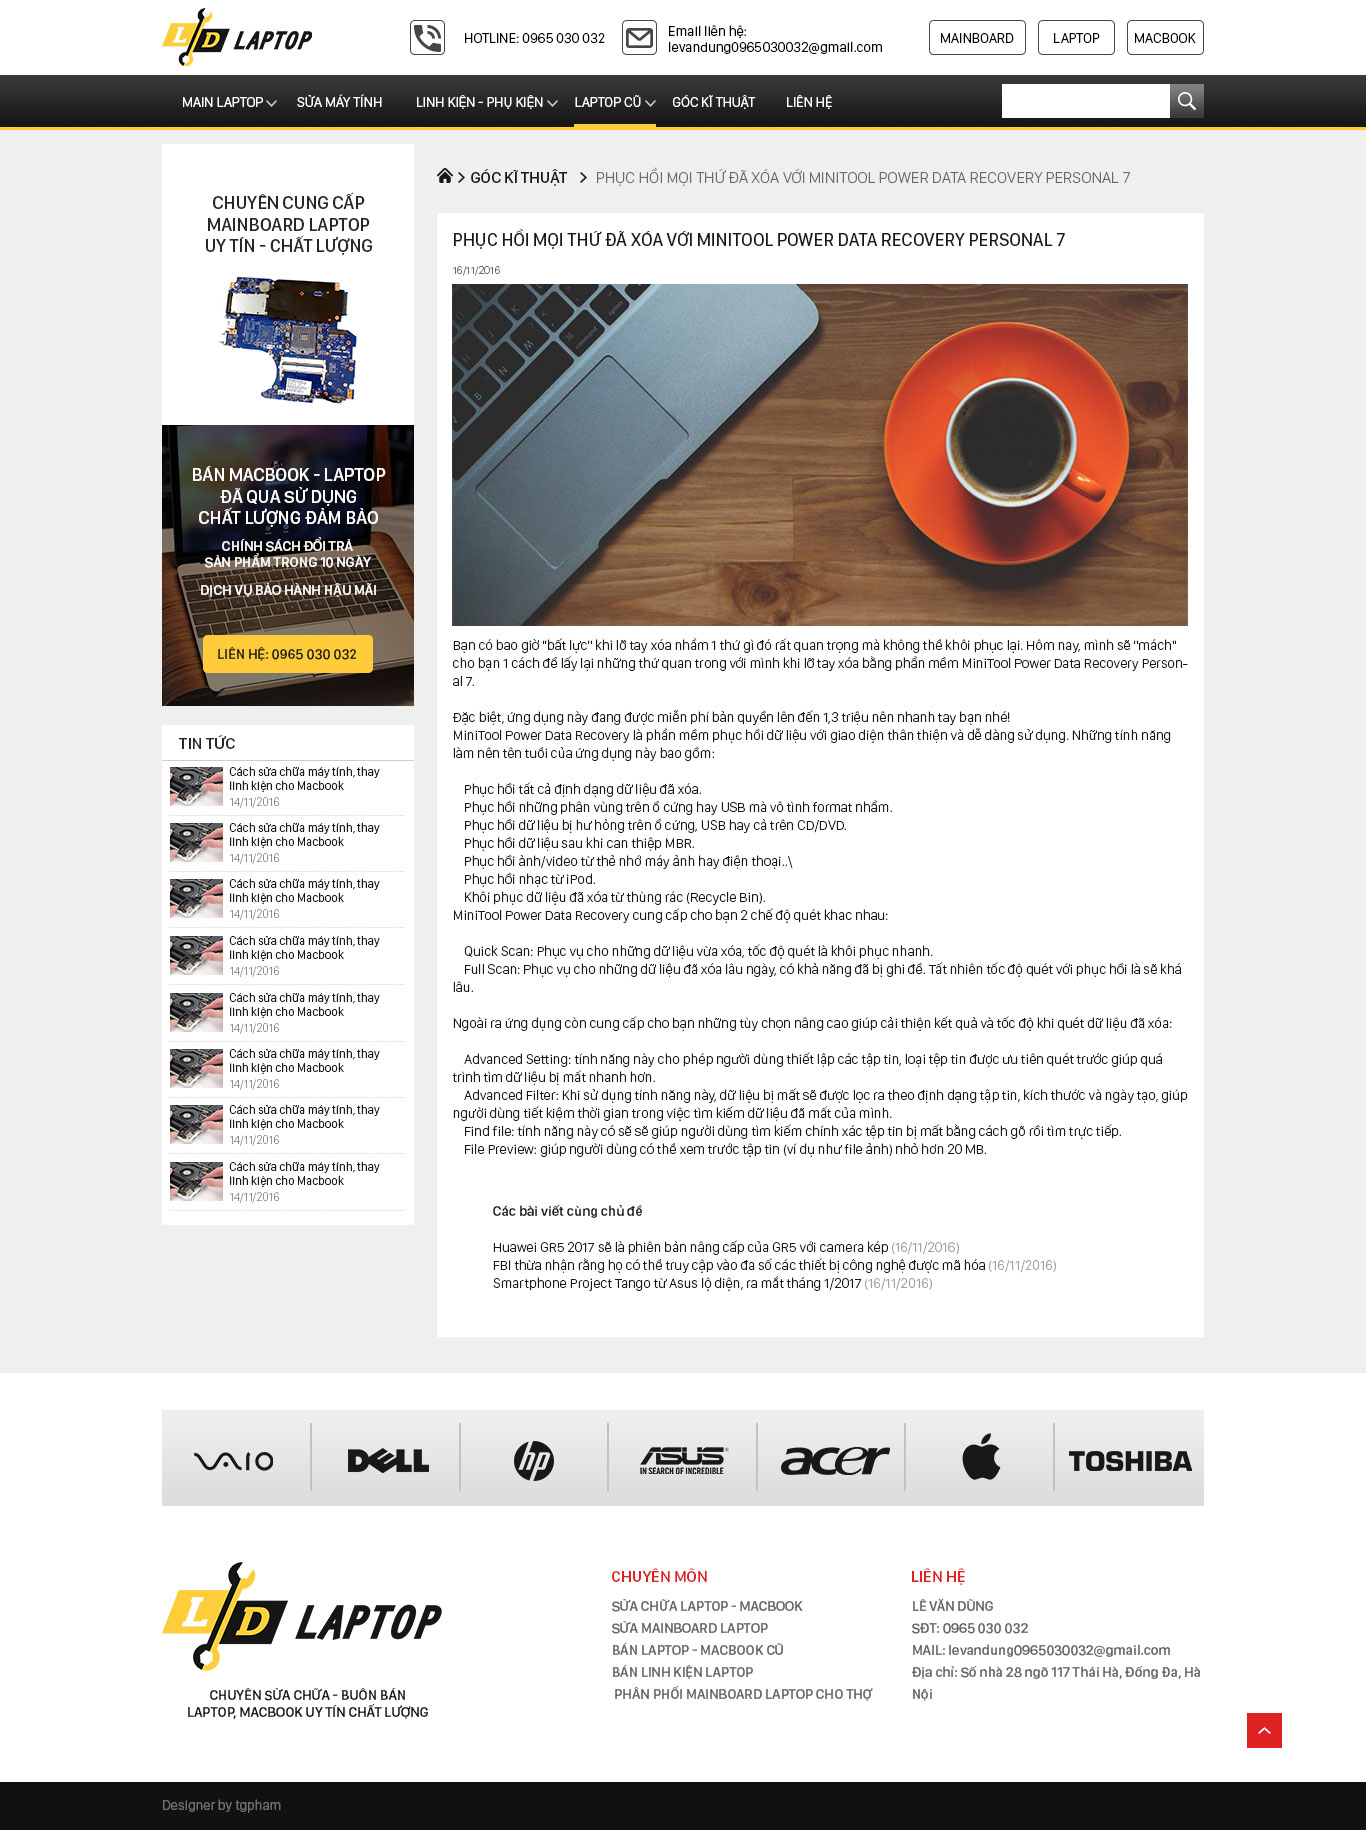 LD LAPTOP
HOTLINE: 0965 030 032
Email liên hệ:
levandung0965030032@gmail.com
MAINBOARD
LAPTOP
MACBOOK
MAIN LAPTOP
SỬA MÁY TÍNH
LINH KIỆN - PHỤ KIỆN
LAPTOP CŨ
GÓC KĨ THUẬT
LIÊN HỆ
CHUYÊN CUNG CẤP
MAINBOARD LAPTOP
UY TÍN - CHẤT LƯỢNG
BÁN MACBOOK - LAPTOP
ĐÃ QUA SỬ DỤNG
CHẤT LƯỢNG ĐẢM BẢO
CHÍNH SÁCH ĐỔI TRẢ
SẢN PHẨM TRONG 10 NGÀY
DỊCH VỤ BẢO HÀNH HẬU MÃI
LIÊN HỆ: 0965 030 032
TIN TỨC
Cách sửa chữa máy tính, thay
linh kiện cho Macbook
14/11/2016
Cách sửa chữa máy tính, thay
linh kiện cho Macbook
14/11/2016
Cách sửa chữa máy tính, thay
linh kiện cho Macbook
14/11/2016
Cách sửa chữa máy tính, thay
linh kiện cho Macbook
14/11/2016
Cách sửa chữa máy tính, thay
linh kiện cho Macbook
14/11/2016
Cách sửa chữa máy tính, thay
linh kiện cho Macbook
14/11/2016
Cách sửa chữa máy tính, thay
linh kiện cho Macbook
14/11/2016
Cách sửa chữa máy tính, thay
linh kiện cho Macbook
14/11/2016
GÓC KĨ THUẬT > PHỤC HỒI MỌI THỨ ĐÃ XÓA VỚI MINITOOL POWER DATA RECOVERY PERSONAL 7
PHỤC HỒI MỌI THỨ ĐÃ XÓA VỚI MINITOOL POWER DATA RECOVERY PERSONAL 7
16/11/2016
command
option
command
Bạn có bao giờ "bất lực" khi lỡ tay xóa nhầm 1 thứ gì đó rất quan trọng mà không thể khôi phục lại. Hôm nay, mình sẽ "mách"
cho bạn 1 cách để lấy lại những thứ quan trong với mình khi lỡ tay xóa bằng phần mềm MiniTool Power Data Recovery Person-
al 7.
Đặc biệt, ứng dụng này đang được miễn phí bản quyền lên đến 1,3 triệu nên nhanh tay bạn nhé!
MiniTool Power Data Recovery là phần mềm phục hồi dữ liệu với giao diện thân thiện và dễ dàng sử dụng. Những tính năng
làm nên tên tuổi của ứng dụng này bao gồm:
Phục hồi tất cả định dạng dữ liệu đã xóa.
Phục hồi những phân vùng trên ổ cứng hay USB mà vô tình format nhầm.
Phục hồi dữ liệu bị hư hỏng trên ổ cứng, USB hay cả trên CD/DVD.
Phục hồi dữ liệu sau khi can thiệp MBR.
Phục hồi ảnh/video từ thẻ nhớ máy ảnh hay điện thoại..\
Phục hồi nhạc từ iPod.
Khôi phục dữ liệu đã xóa từ thùng rác (Recycle Bin).
MiniTool Power Data Recovery cung cấp cho bạn 2 chế độ quét khac nhau:
Quick Scan: Phục vụ cho những dữ liệu vừa xóa, tốc độ quét là khôi phục nhanh.
Full Scan: Phục vụ cho những dữ liệu đã xóa lâu ngày, có khả năng đã bị ghi đè. Tất nhiên tốc độ quét với phục hồi là sẽ khá
lâu.
Ngoài ra ứng dụng còn cung cấp cho bạn những tùy chọn nâng cao giúp cải thiện kết quả và tốc độ khi quét dữ liệu đã xóa:
Advanced Setting: tính năng này cho phép người dùng thiết lập các tập tin, loại tệp tin được ưu tiên quét trước giúp quá
trình tìm dữ liệu bị mất nhanh hơn.
Advanced Filter: Khi sử dụng tính năng này, dữ liệu bị mất sẽ được lọc ra theo định dạng tập tin, kích thước và ngày tạo, giúp
người dùng tiết kiệm thời gian trong việc tìm kiếm dữ liệu đã mất của mình.
Find file: tính năng này có sẽ sẽ giúp người dùng tìm kiếm chính xác tệp tin bị mất bằng cách gõ rồi tìm trực tiếp.
File Preview: giúp người dùng có thể xem trước tập tin (ví dụ như file ảnh) nhỏ hơn 20 MB.
Các bài viết cùng chủ đề
Huawei GR5 2017 sẽ là phiên bản nâng cấp của GR5 với camera kép (16/11/2016)
FBI thừa nhận rằng họ có thể truy cập vào đa số các thiết bị công nghệ được mã hóa (16/11/2016)
Smartphone Project Tango từ Asus lộ diện, ra mắt tháng 1/2017 (16/11/2016)
VAIO
DELL
hp
ASUS
IN SEARCH OF INCREDIBLE
acer
TOSHIBA
LD LAPTOP
CHUYÊN SỬA CHỮA - BUÔN BÁN
LAPTOP, MACBOOK UY TÍN CHẤT LƯỢNG
CHUYÊN MÔN
SỬA CHỮA LAPTOP - MACBOOK
SỬA MAINBOARD LAPTOP
BÁN LAPTOP - MACBOOK CŨ
BÁN LINH KIỆN LAPTOP
PHÂN PHỐI MAINBOARD LAPTOP CHO THỢ
LIÊN HỆ
LÊ VĂN DŨNG
SĐT: 0965 030 032
MAIL: levandung0965030032@gmail.com
Địa chỉ: Số nhà 28 ngõ 117 Thái Hà, Đống Đa, Hà
Nội
Designer by tgpham